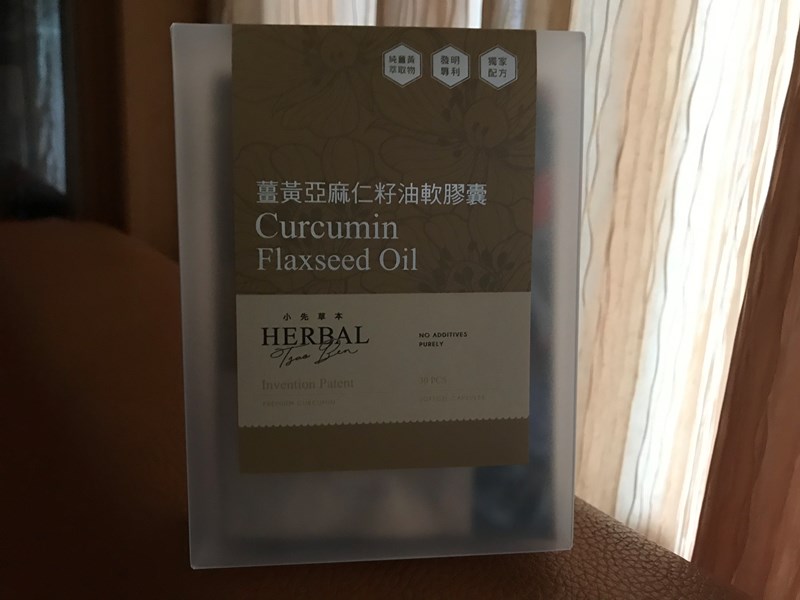 純薑黃
萃取物
發明
專利
獨家
配方
薑黃亞麻仁籽油軟膠囊
Curcumin
Flaxseed Oil
小先草本
HERBAL
Tsao Ben
NO ADDITIVES
PURELY
Invention Patent